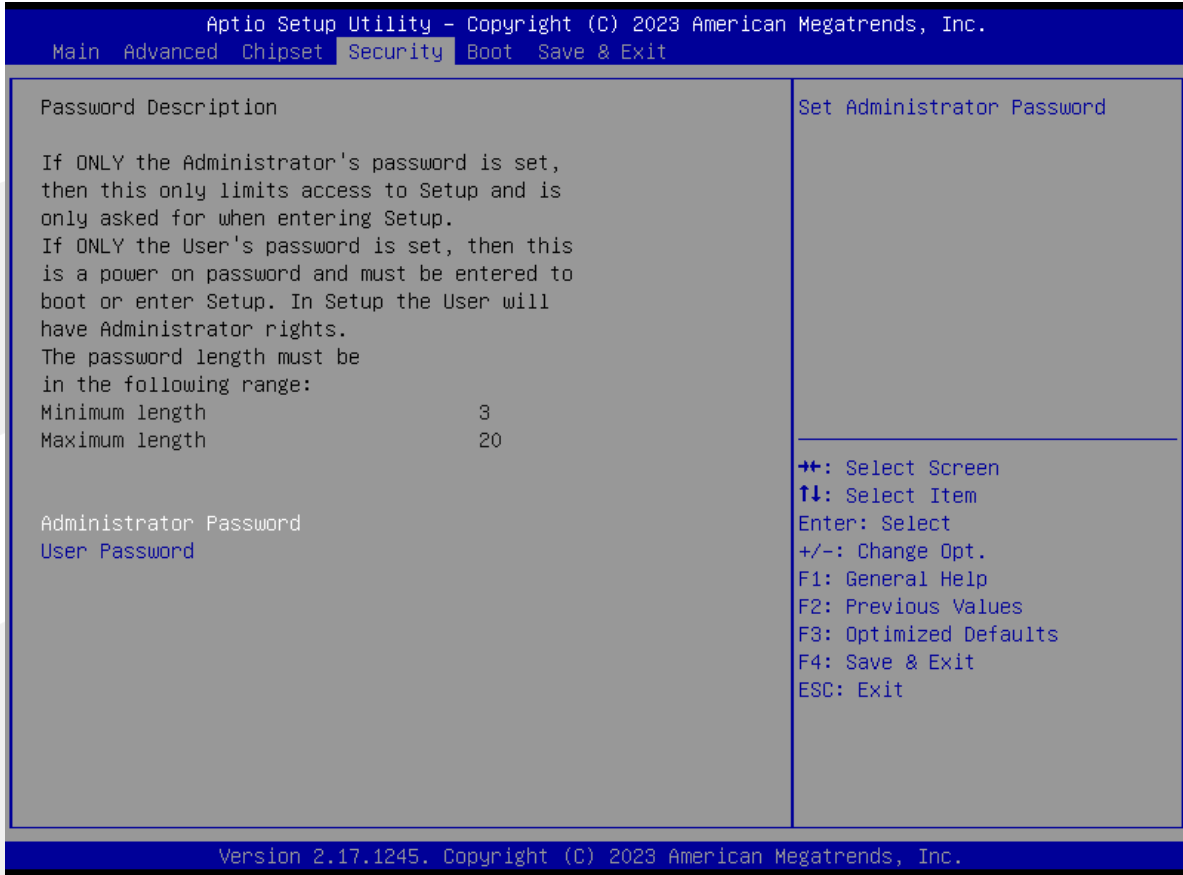 Aptio Setup Utility – Copyright (C) 2023 American Megatrends, Inc.
Main Advanced Chipset Security Boot Save & Exit
Password Description
If ONLY the Administrator's password is set,
then this only limits access to Setup and is
only asked for when entering Setup.
If ONLY the User's password is set, then this
is a power on password and must be entered to
boot or enter Setup. In Setup the User will
have Administrator rights.
The password length must be
in the following range:
Minimum length 3
Maximum length 20
Administrator Password
User Password
Set Administrator Password
→←: Select Screen
↑↓: Select Item
Enter: Select
+/-: Change Opt.
F1: General Help
F2: Previous Values
F3: Optimized Defaults
F4: Save & Exit
ESC: Exit
Version 2.17.1245. Copyright (C) 2023 American Megatrends, Inc.